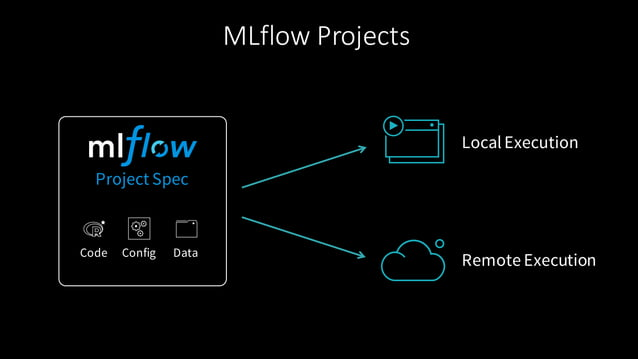 MLflow Projects
mlflow
Project Spec
R
Code Config Data
Local Execution
Remote Execution